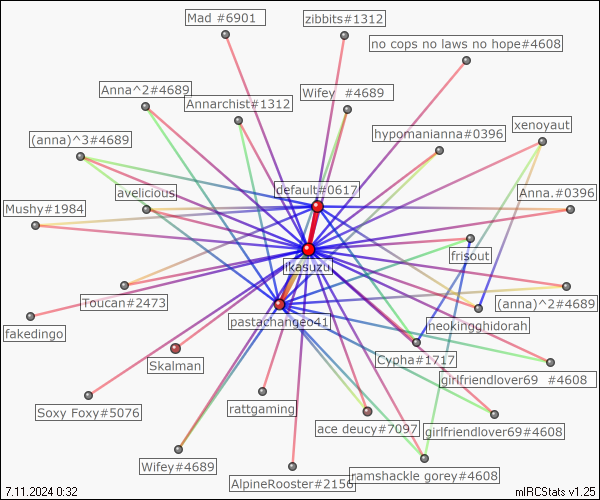 Mad #6901
zibbits#1312
no cops no laws no hope#4608
Anna^2#4689
Annarchist#1312
Wifey  #4689
xenoyaut
hypomanianna#0396
(anna)^3#4689
default#0617
avelicious
Anna.#0396
Mushy#1984
frisout
ikasuzu
Toucan#2473
(anna)^2#4689
pastachangeo41
neokingghidorah
fakedingo
Cypha#1717
Skalman
girlfriendlover69  #4608
rattgaming
Soxy Foxy#5076
ace deucy#7097
girlfriendlover69#4608
Wifey#4689
ramshackle gorey#4608
AlpineRooster#2156
7.11.2024 0:32
mIRCStats v1.25